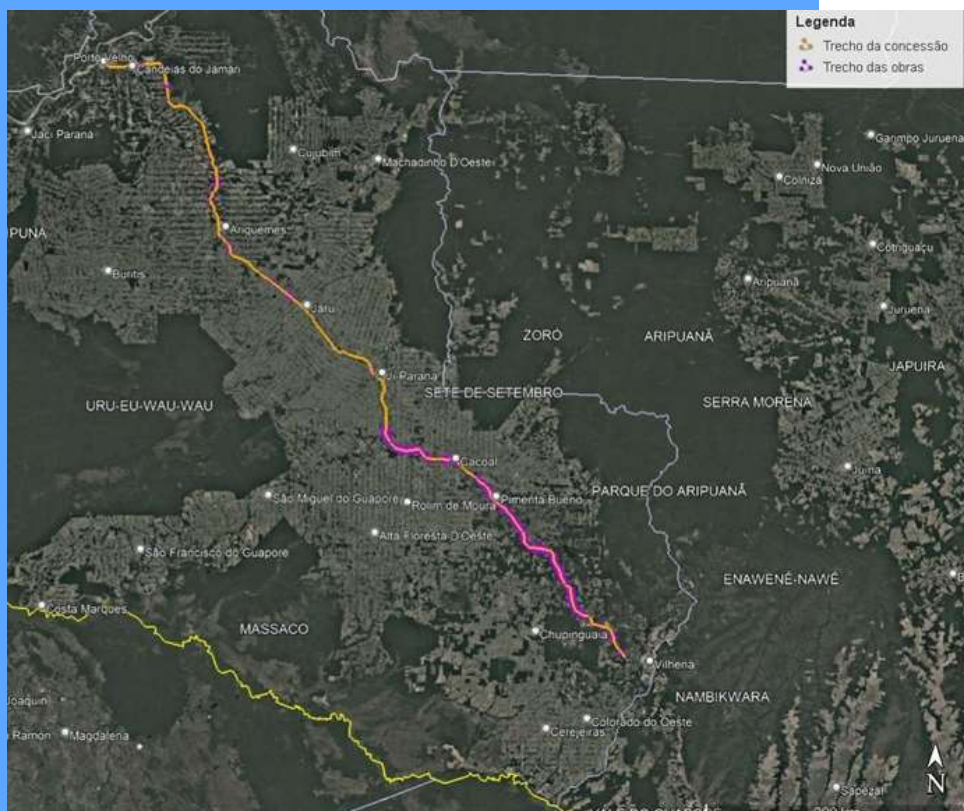 Legenda
Trecho da concessão
Trecho das obras
Porto Velho
Candeias do Jamari
Jaci Paraná
Cujubim
Machadinho D'Oeste
Garimpo Juruena
Nova União
Colniza
Ariquemes
Buritis
Cotriguaçu
Aripuanã
Jaru
Juruena
ZORÓ
ARIPUANÃ
JAPUIRA
Ji-Paraná
SETE DE SETEMBRO
SERRA MORENA
URU-EU-WAU-WAU
Cacoal
Juína
PARQUE DO ARIPUANÃ
São Miguel do Guaporé
Pimenta Bueno
Rolim de Moura
Alta Floresta D'Oeste
São Francisco do Guaporé
ENAWENÊ-NAWÊ
Costa Marques
MASSACO
Chupinguaia
Vilhena
NAMBIKWARA
Joaquin
Ramón
Magdalena
Colorado do Oeste
Cerejeiras
Sapezal
N